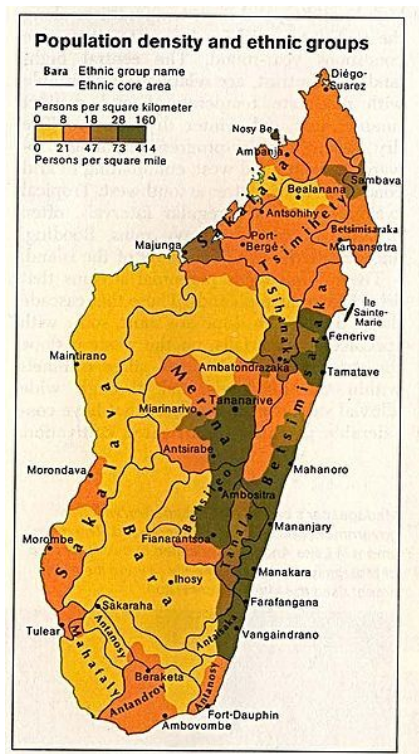 Population density and ethnic groups
Bara Ethnic group name
Ethnic core area
Persons per square kilometer
0 8 18 28 160
0 21 47 73 414
Persons per square mile
Diégo-
Suarez
Nosy Be
Ambanja
Sambava
Bealanana
Antsohihy
Sakalava
Tsimihety
Betsimisaraka
Port-
Bergé
Maroansetra
Majunga
Île
Sainte-
Marie
Sihanaka
Fenerive
Maintirano
Ambatondrazaka
Tamatave
Merina
Betsimisaraka
Miarinarivo
Tananarive
Sakalava
Antsirabe
Mahanoro
Morondava
Betsileo
Ambositra
Tanala
Mananjary
Morombe
Fianarantsoa
Bara
Ihosy
Manakara
Sakaraha
Farafangana
Tulear
Antanosy
Antaisaka
Vangaindrano
Mahafaly
Beraketa
Antandroy
Antanosy
Fort-Dauphin
Ambovombe